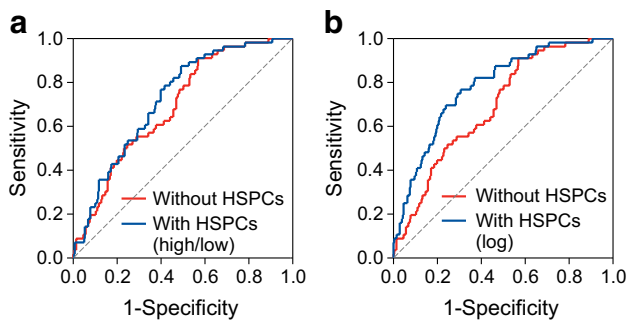 a
1.0
0.8
0.6
0.4
0.2
0.0
Sensitivity
Without HSPCs
With HSPCs
(high/low)
0.0 0.2 0.4 0.6 0.8 1.0
1-Specificity
b
1.0
0.8
0.6
0.4
0.2
0.0
Sensitivity
Without HSPCs
With HSPCs
(log)
0.0 0.2 0.4 0.6 0.8 1.0
1-Specificity